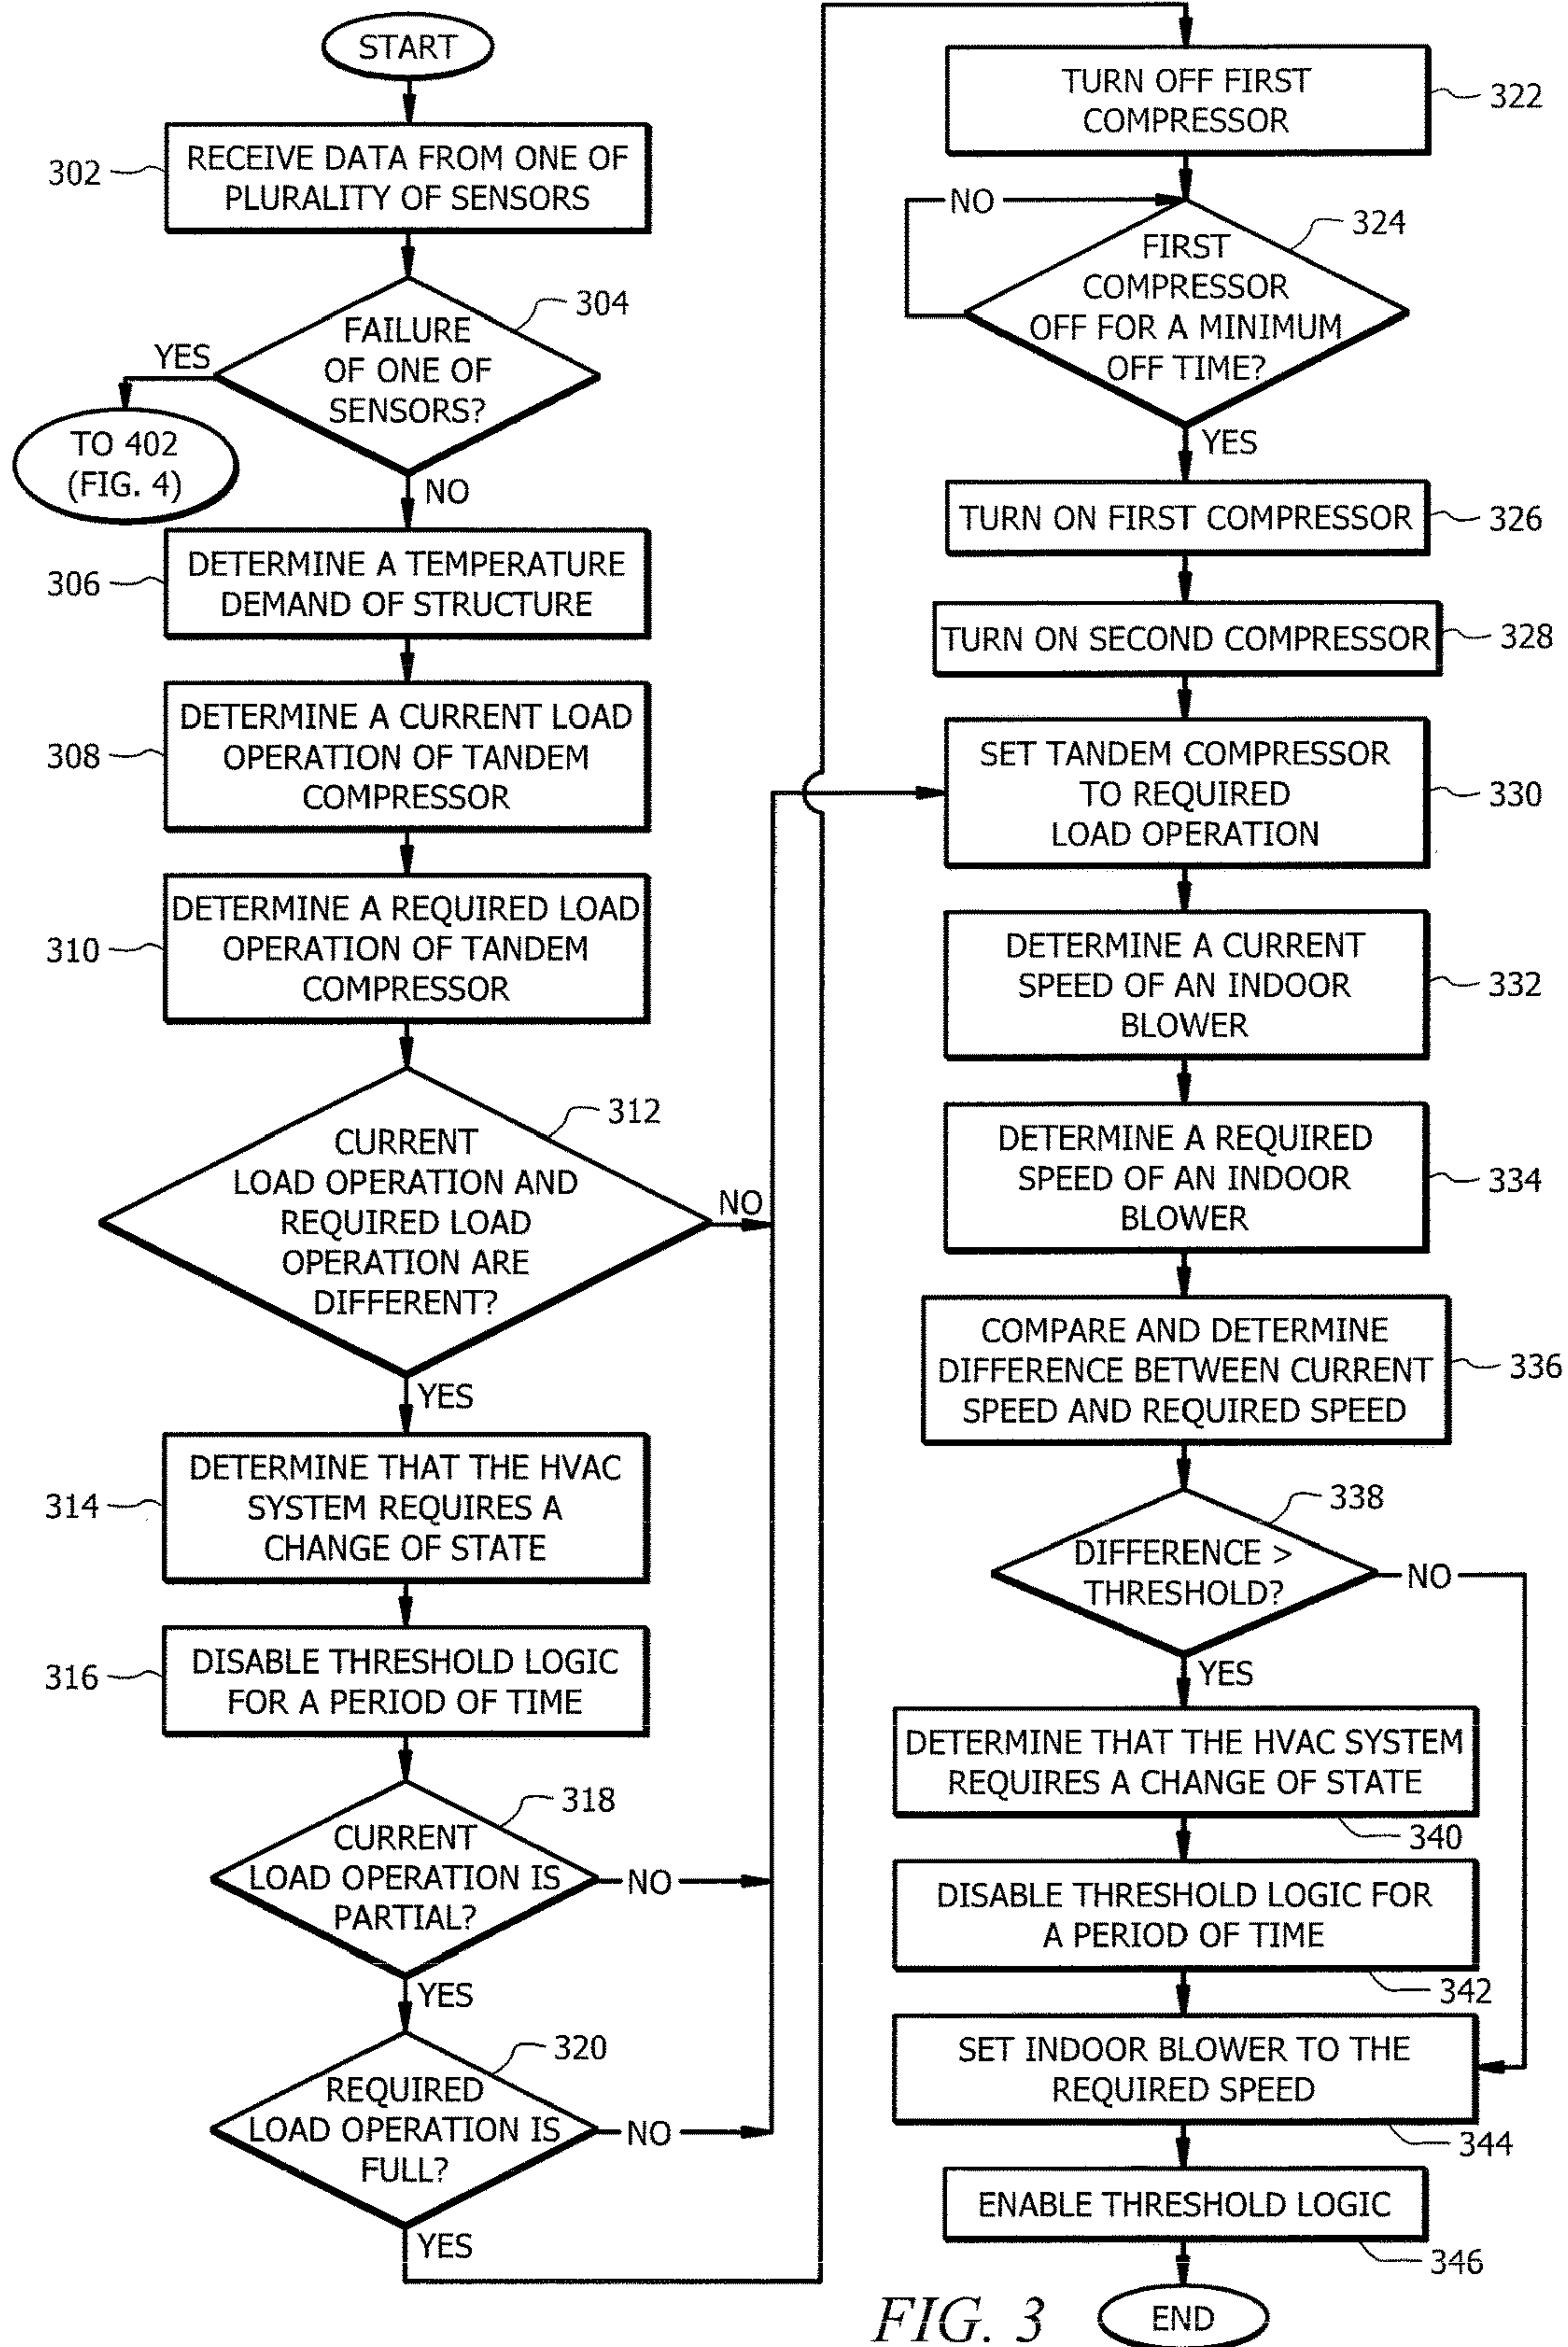 START
302
RECEIVE DATA FROM ONE OF
PLURALITY OF SENSORS
304
FAILURE
OF ONE OF
SENSORS?
YES
TO 402
(FIG. 4)
NO
306
DETERMINE A TEMPERATURE
DEMAND OF STRUCTURE
308
DETERMINE A CURRENT LOAD
OPERATION OF TANDEM
COMPRESSOR
310
DETERMINE A REQUIRED LOAD
OPERATION OF TANDEM
COMPRESSOR
312
CURRENT
LOAD OPERATION AND
REQUIRED LOAD
OPERATION ARE
DIFFERENT?
NO
YES
314
DETERMINE THAT THE HVAC
SYSTEM REQUIRES A
CHANGE OF STATE
316
DISABLE THRESHOLD LOGIC
FOR A PERIOD OF TIME
318
CURRENT
LOAD OPERATION IS
PARTIAL?
NO
YES
320
REQUIRED
LOAD OPERATION IS
FULL?
NO
YES
TURN OFF FIRST
COMPRESSOR
322
NO
324
FIRST
COMPRESSOR
OFF FOR A MINIMUM
OFF TIME?
YES
TURN ON FIRST COMPRESSOR
326
TURN ON SECOND COMPRESSOR
328
SET TANDEM COMPRESSOR
TO REQUIRED
LOAD OPERATION
330
DETERMINE A CURRENT
SPEED OF AN INDOOR
BLOWER
332
DETERMINE A REQUIRED
SPEED OF AN INDOOR
BLOWER
334
COMPARE AND DETERMINE
DIFFERENCE BETWEEN CURRENT
SPEED AND REQUIRED SPEED
336
338
DIFFERENCE >
THRESHOLD?
NO
YES
DETERMINE THAT THE HVAC SYSTEM
REQUIRES A CHANGE OF STATE
340
DISABLE THRESHOLD LOGIC FOR
A PERIOD OF TIME
342
SET INDOOR BLOWER TO THE
REQUIRED SPEED
344
ENABLE THRESHOLD LOGIC
346
END
FIG. 3